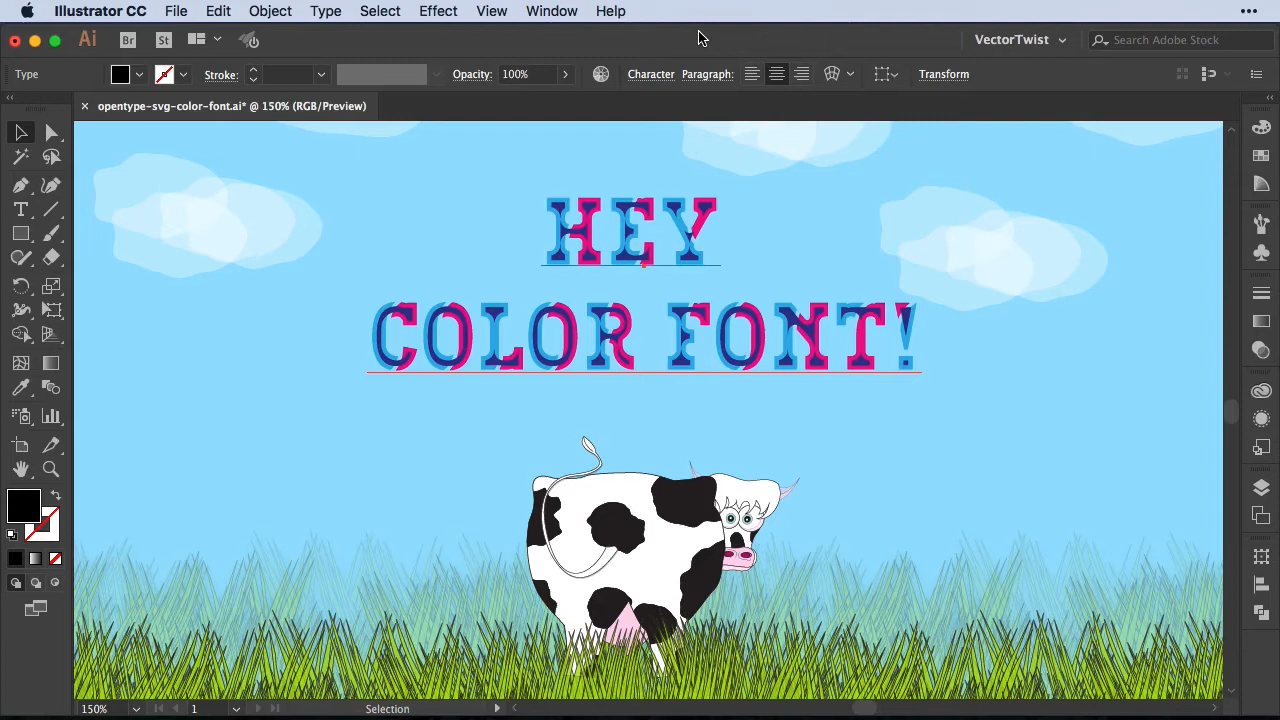 Illustrator CC File Edit Object Type Select Effect View Window Help
Ai Br St VectorTwist Search Adobe Stock
Type Stroke: Opacity: 100% Character Paragraph: Transform
opentype-svg-color-font.ai* @ 150% (RGB/Preview)
HEY
COLOR FONT!
150% 1 Selection